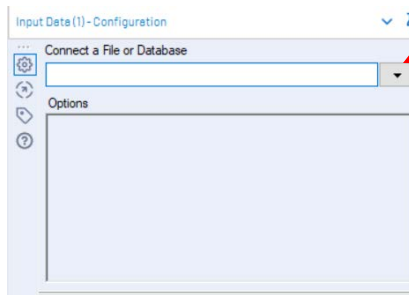 Input Data (1) - Configuration
Connect a File or Database
Options